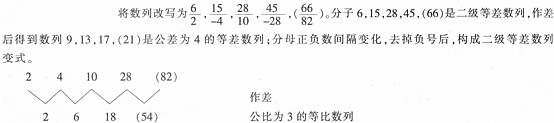 将数列改写为6/2,15/-4,28/10,45/-28,(66/82)。分子 6,15,28,45,(66)是二级等差数列,作差
后得到数列 9,13,17,(21)是公差为 4 的等差数列;分母正负数间隔变化,去掉负号后,构成二级等差数列
变式。
2 4 10 28 (82)
作差
2 6 18 (54) 公比为 3 的等比数列